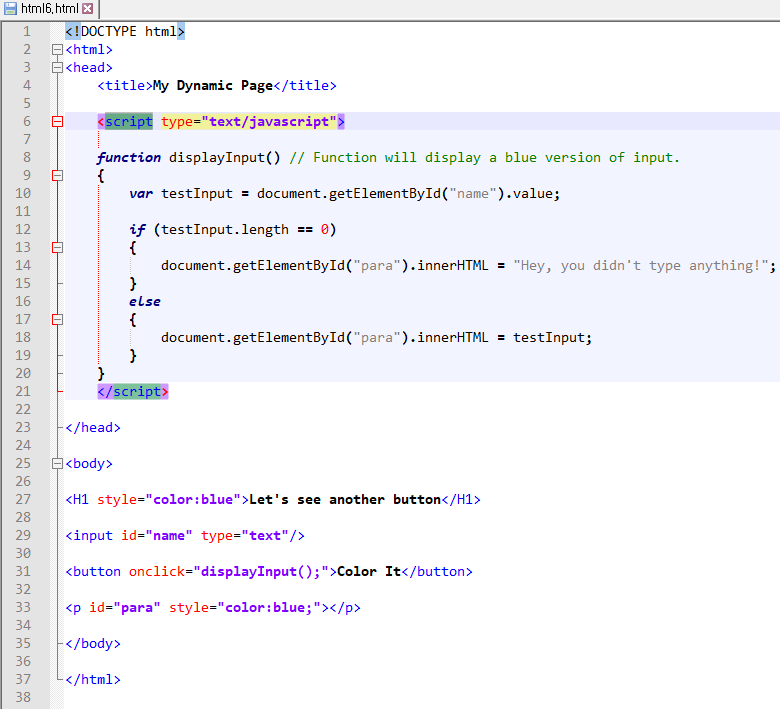 html6.html
1 <!DOCTYPE html>
2 <html>
3 <head>
4 <title>My Dynamic Page</title>
5
6 <script type="text/javascript">
7
8 function displayInput() // Function will display a blue version of input.
9 {
10 var testInput = document.getElementById("name").value;
11
12 if (testInput.length == 0)
13 {
14 document.getElementById("para").innerHTML = "Hey, you didn't type anything!";
15 }
16 else
17 {
18 document.getElementById("para").innerHTML = testInput;
19 }
20 }
21 </script>
22
23 </head>
24
25 <body>
26
27 <H1 style="color:blue">Let's see another button</H1>
28
29 <input id="name" type="text"/>
30
31 <button onclick="displayInput();">Color It</button>
32
33 <p id="para" style="color:blue;"></p>
34
35 </body>
36
37 </html>
38